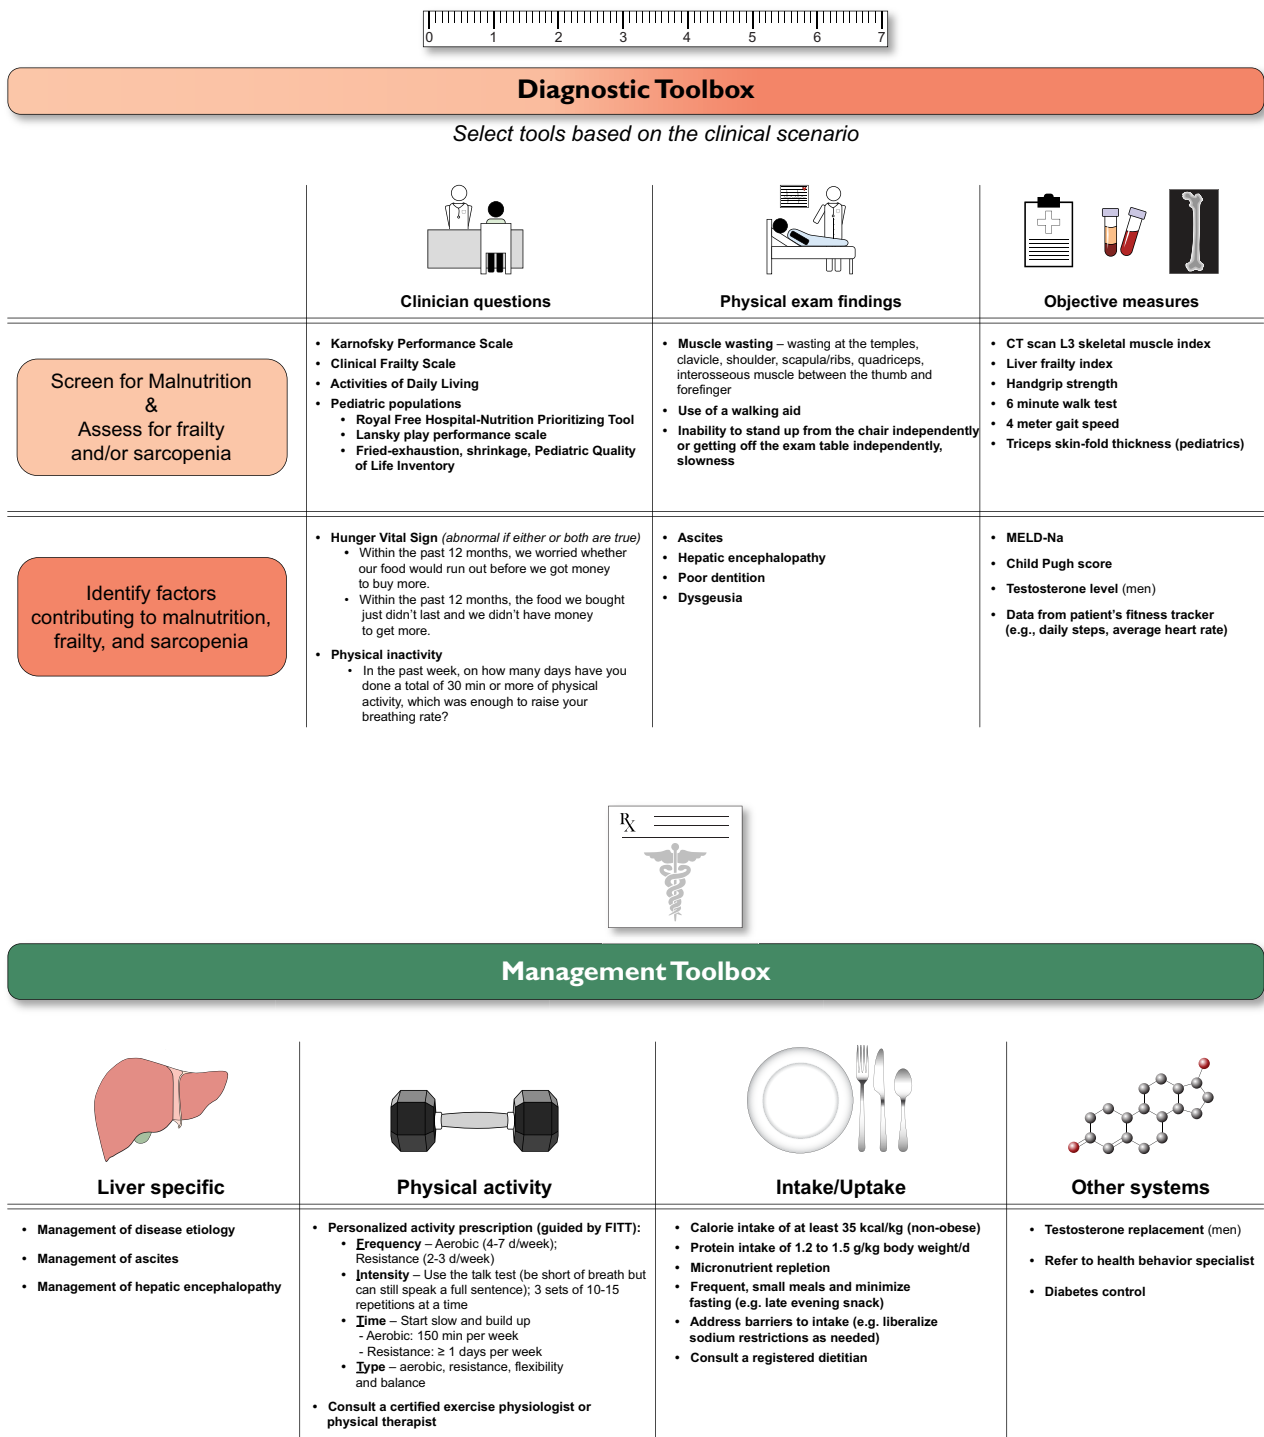 0 1 2 3 4 5 6 7
Diagnostic Toolbox
Select tools based on the clinical scenario
Clinician questions
Physical exam findings
Objective measures
Screen for Malnutrition
&
Assess for frailty
and/or sarcopenia
• Karnofsky Performance Scale
• Clinical Frailty Scale
• Activities of Daily Living
• Pediatric populations
• Royal Free Hospital-Nutrition Prioritizing Tool
• Lansky play performance scale
• Fried-exhaustion, shrinkage, Pediatric Quality
of Life Inventory
• Muscle wasting – wasting at the temples,
clavicle, shoulder, scapula/ribs, quadriceps,
interosseous muscle between the thumb and
forefinger
• Use of a walking aid
• Inability to stand up from the chair independently
or getting off the exam table independently,
slowness
• CT scan L3 skeletal muscle index
• Liver frailty index
• Handgrip strength
• 6 minute walk test
• 4 meter gait speed
• Triceps skin-fold thickness (pediatrics)
Identify factors
contributing to malnutrition,
frailty, and sarcopenia
• Hunger Vital Sign (abnormal if either or both are true)
• Within the past 12 months, we worried whether
our food would run out before we got money
to buy more.
• Within the past 12 months, the food we bought
just didn't last and we didn't have money
to get more.
• Physical inactivity
• In the past week, on how many days have you
done a total of 30 min or more of physical
activity, which was enough to raise your
breathing rate?
• Ascites
• Hepatic encephalopathy
• Poor dentition
• Dysgeusia
• MELD-Na
• Child Pugh score
• Testosterone level (men)
• Data from patient's fitness tracker
(e.g., daily steps, average heart rate)
Rx
Management Toolbox
Liver specific
Physical activity
Intake/Uptake
Other systems
• Management of disease etiology
• Management of ascites
• Management of hepatic encephalopathy
• Personalized activity prescription (guided by FITT):
• Frequency – Aerobic (4-7 d/week);
Resistance (2-3 d/week)
• Intensity – Use the talk test (be short of breath but
can still speak a full sentence); 3 sets of 10-15
repetitions at a time
• Time – Start slow and build up
- Aerobic: 150 min per week
- Resistance: ≥ 1 days per week
• Type – aerobic, resistance, flexibility
and balance
• Consult a certified exercise physiologist or
physical therapist
• Calorie intake of at least 35 kcal/kg (non-obese)
• Protein intake of 1.2 to 1.5 g/kg body weight/d
• Micronutrient repletion
• Frequent, small meals and minimize
fasting (e.g. late evening snack)
• Address barriers to intake (e.g. liberalize
sodium restrictions as needed)
• Consult a registered dietitian
• Testosterone replacement (men)
• Refer to health behavior specialist
• Diabetes control